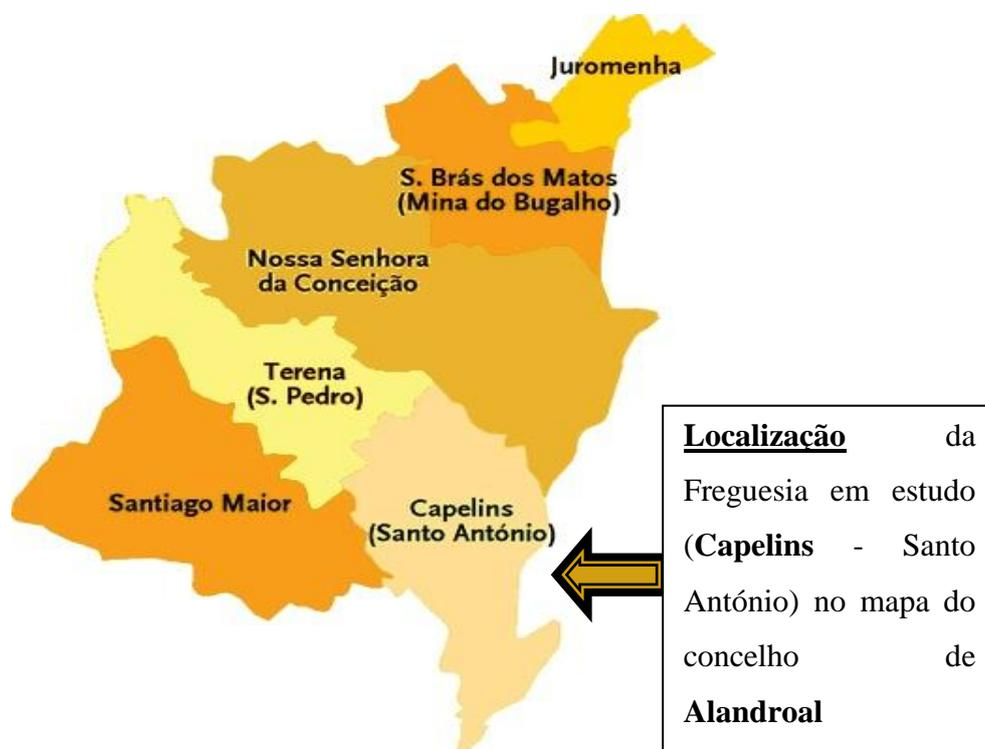 Juromenha
S. Brás dos Matos
(Mina do Bugalho)
Nossa Senhora
da Conceição
Terena
(S. Pedro)
Santiago Maior
Capelins
(Santo António)
Localização da
Freguesia em estudo
(Capelins - Santo
António) no mapa do
concelho de
Alandroal